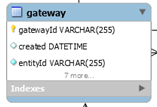 gateway
gatewayId VARCHAR(255)
created DATETIME
entityId VARCHAR(255)
7 more...
Indexes